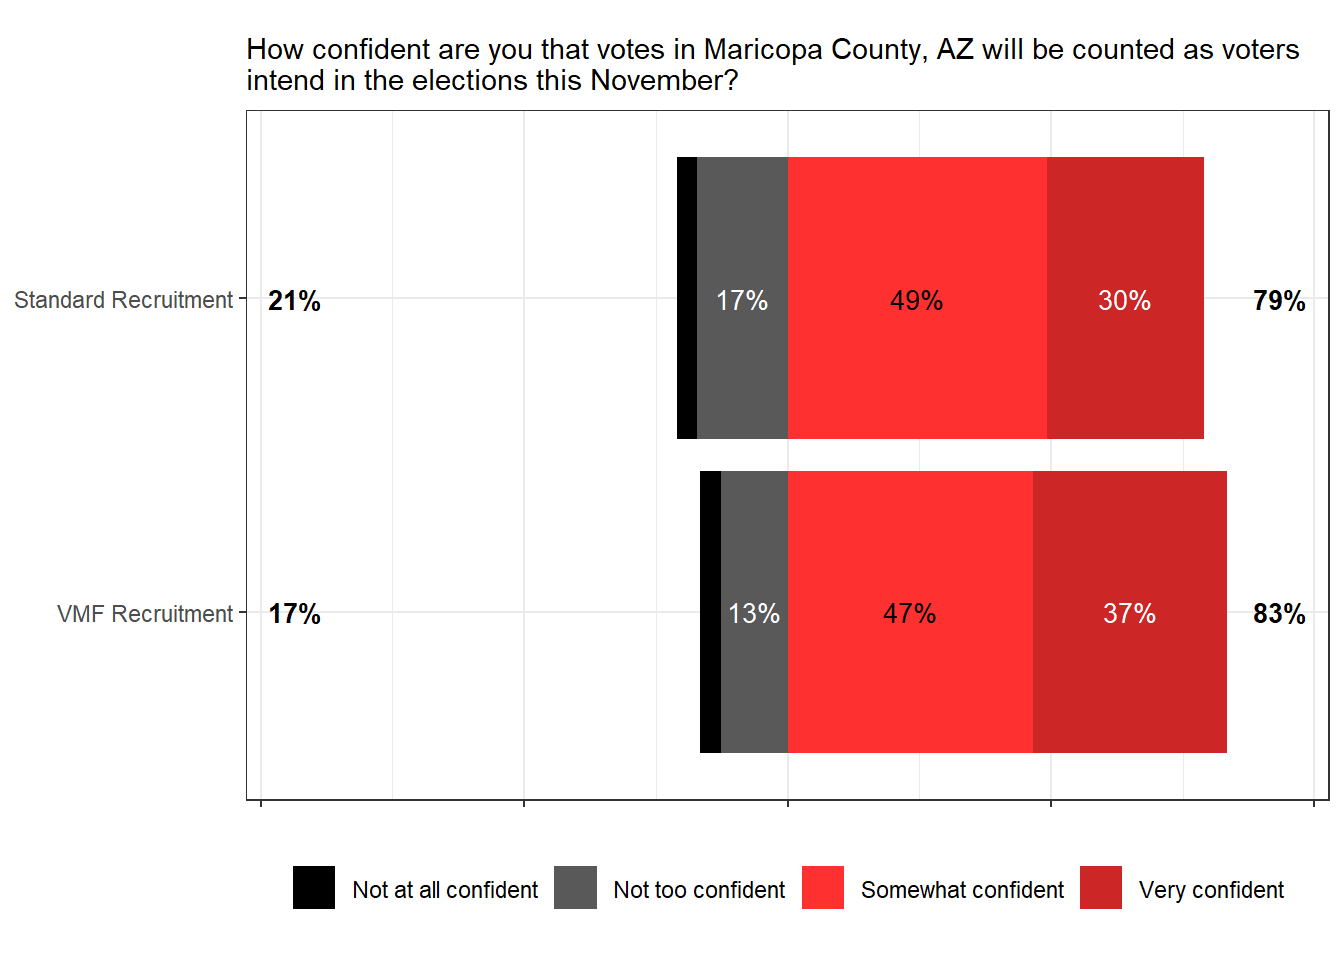 How confident are you that votes in Maricopa County, AZ will be counted as voters
intend in the elections this November?
Standard Recruitment 21% 17% 49% 30% 79%
VMF Recruitment 17% 13% 47% 37% 83%
Not at all confident Not too confident Somewhat confident Very confident